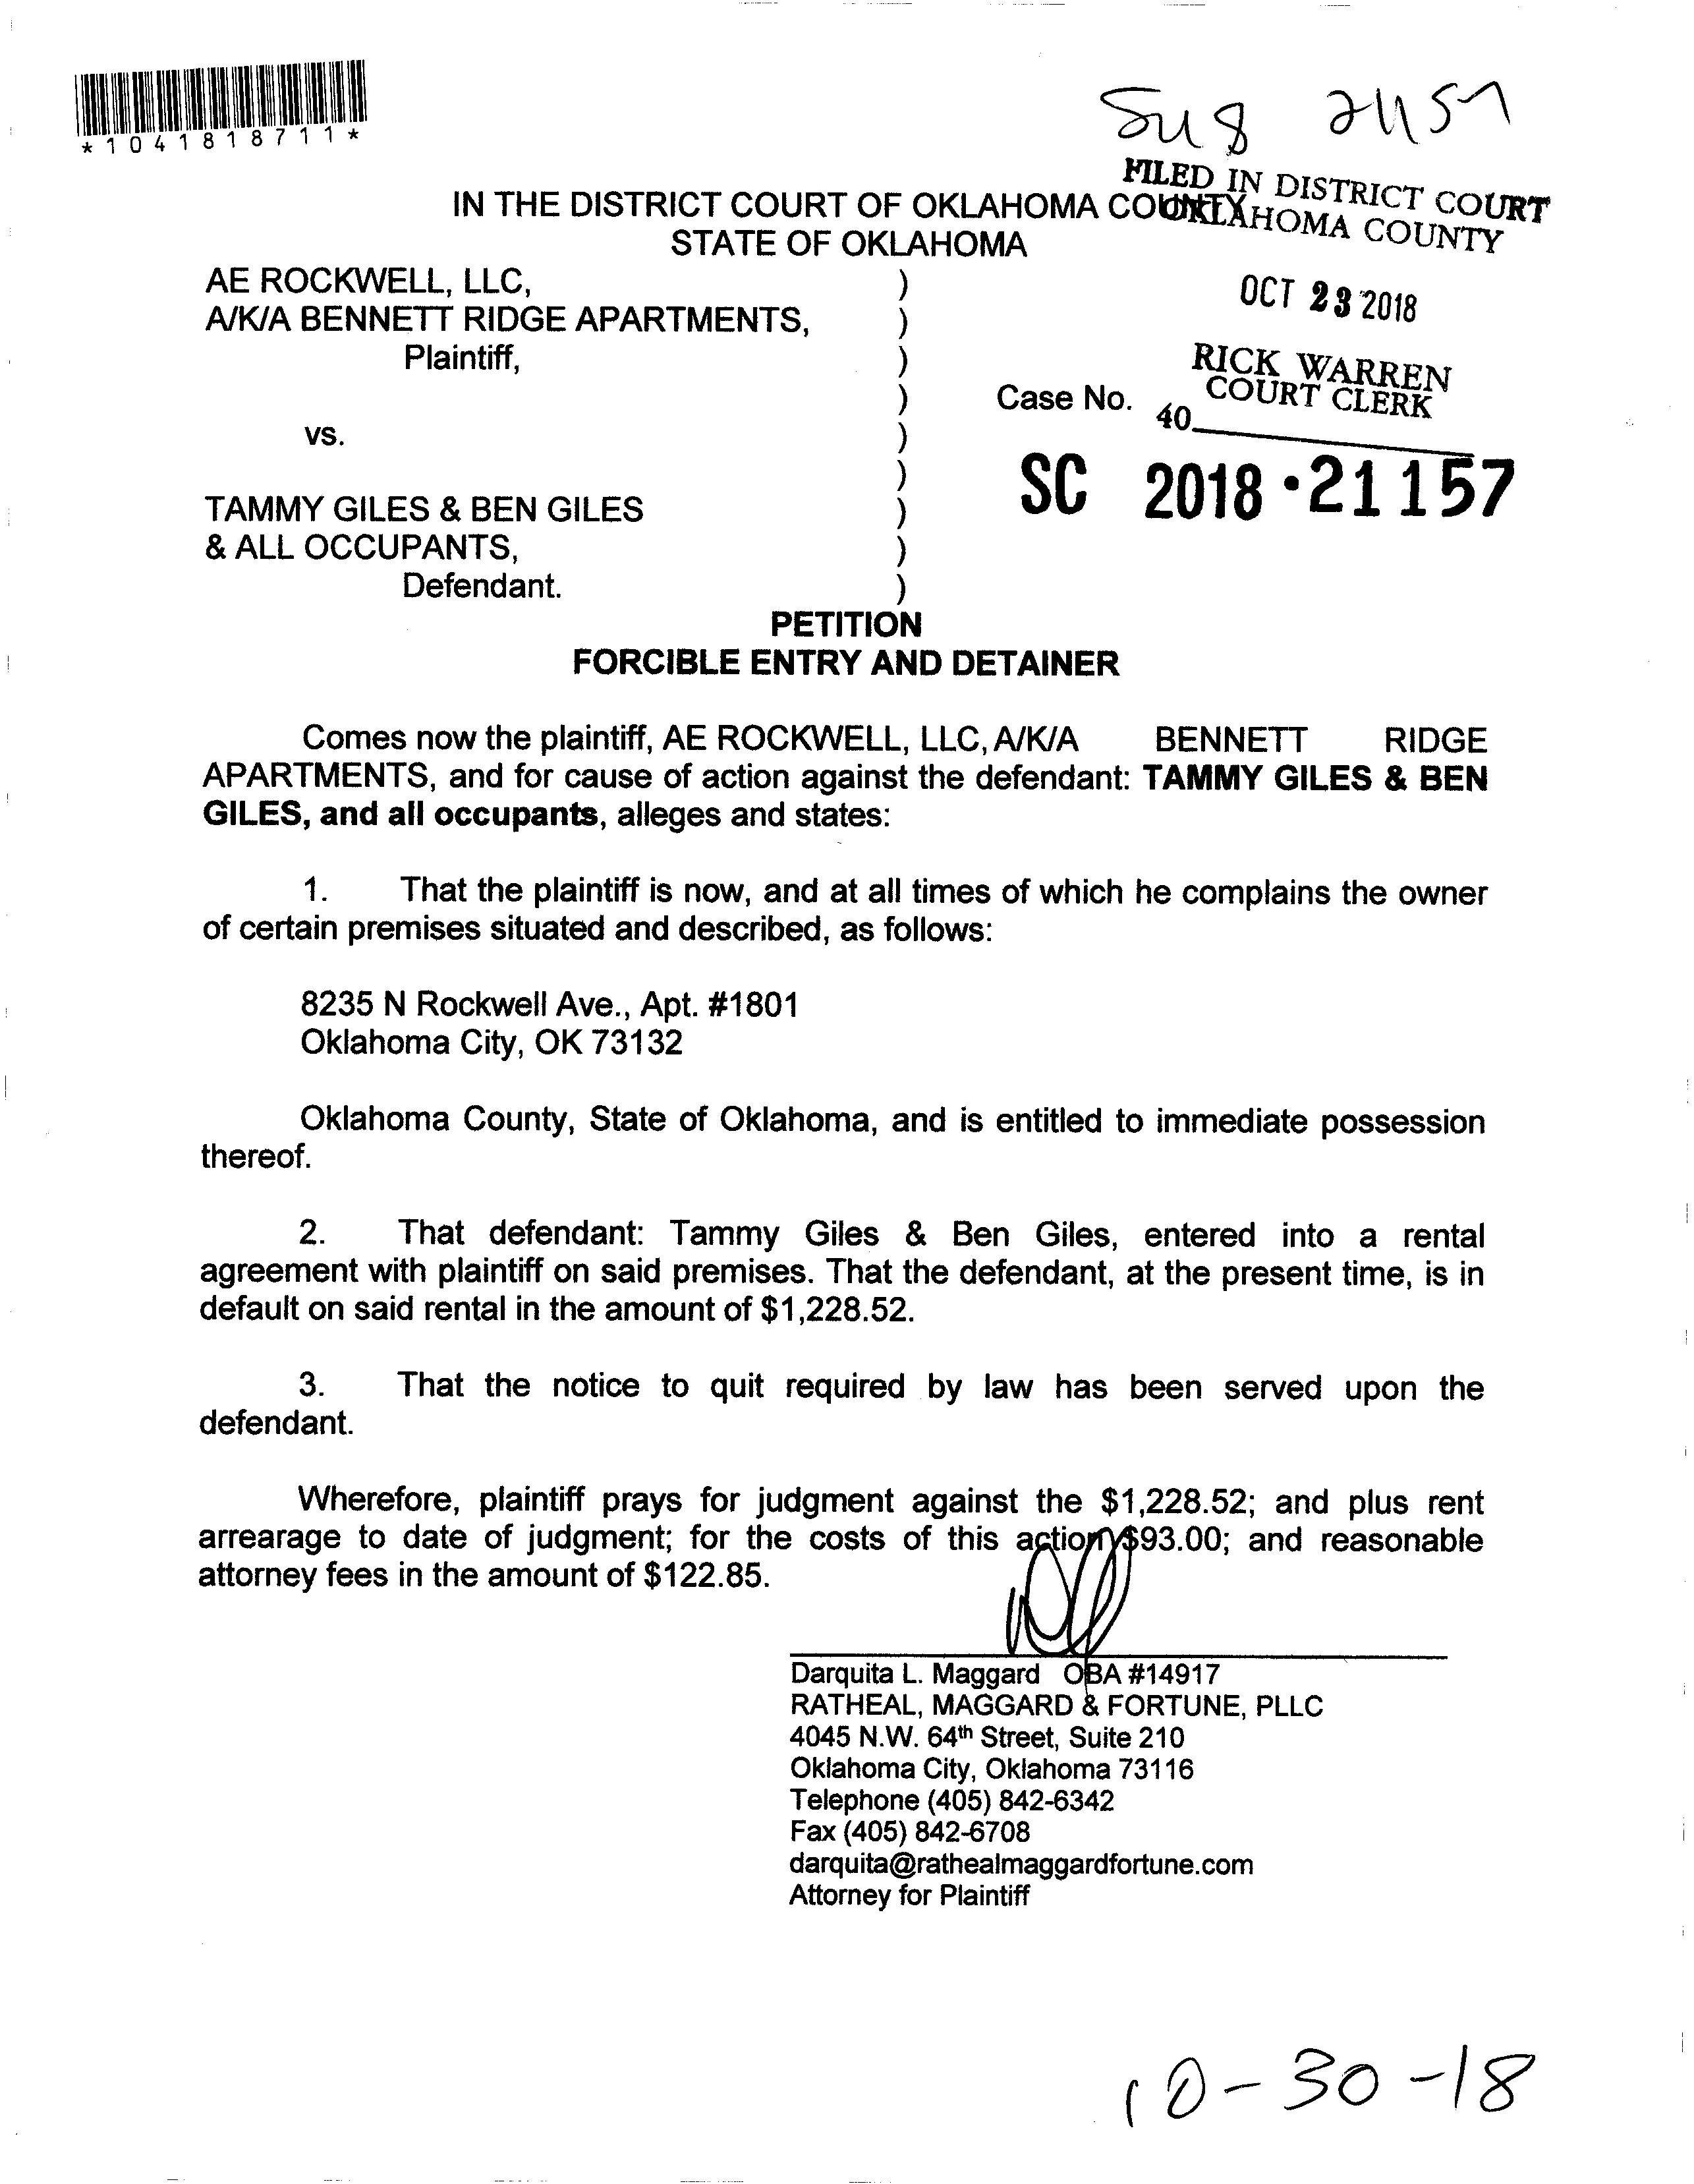 *1041818711*
FILED IN DISTRICT COURT
OKLAHOMA COUNTY
IN THE DISTRICT COURT OF OKLAHOMA COUNTY
STATE OF OKLAHOMA
OCT 23 2018
RICK WARREN
COURT CLERK
40
AE ROCKWELL, LLC, )
A/K/A BENNETT RIDGE APARTMENTS, )
Plaintiff, )
) Case No.
vs. )
) SC 2018 •21157
TAMMY GILES & BEN GILES )
& ALL OCCUPANTS, )
Defendant. )
PETITION
FORCIBLE ENTRY AND DETAINER
Comes now the plaintiff, AE ROCKWELL, LLC, A/K/A BENNETT RIDGE
APARTMENTS, and for cause of action against the defendant: TAMMY GILES & BEN
GILES, and all occupants, alleges and states:
1. That the plaintiff is now, and at all times of which he complains the owner
of certain premises situated and described, as follows:
8235 N Rockwell Ave., Apt. #1801
Oklahoma City, OK 73132
Oklahoma County, State of Oklahoma, and is entitled to immediate possession
thereof.
2. That defendant: Tammy Giles & Ben Giles, entered into a rental
agreement with plaintiff on said premises. That the defendant, at the present time, is in
default on said rental in the amount of $1,228.52.
3. That the notice to quit required by law has been served upon the
defendant.
Wherefore, plaintiff prays for judgment against the $1,228.52; and plus rent
arrearage to date of judgment; for the costs of this action $93.00; and reasonable
attorney fees in the amount of $122.85.
Darquita L. Maggard OBA #14917
RATHEAL, MAGGARD & FORTUNE, PLLC
4045 N.W. 64th Street, Suite 210
Oklahoma City, Oklahoma 73116
Telephone (405) 842-6342
Fax (405) 842-6708
darquita@rathealmaggardfortune.com
Attorney for Plaintiff
10-30-18